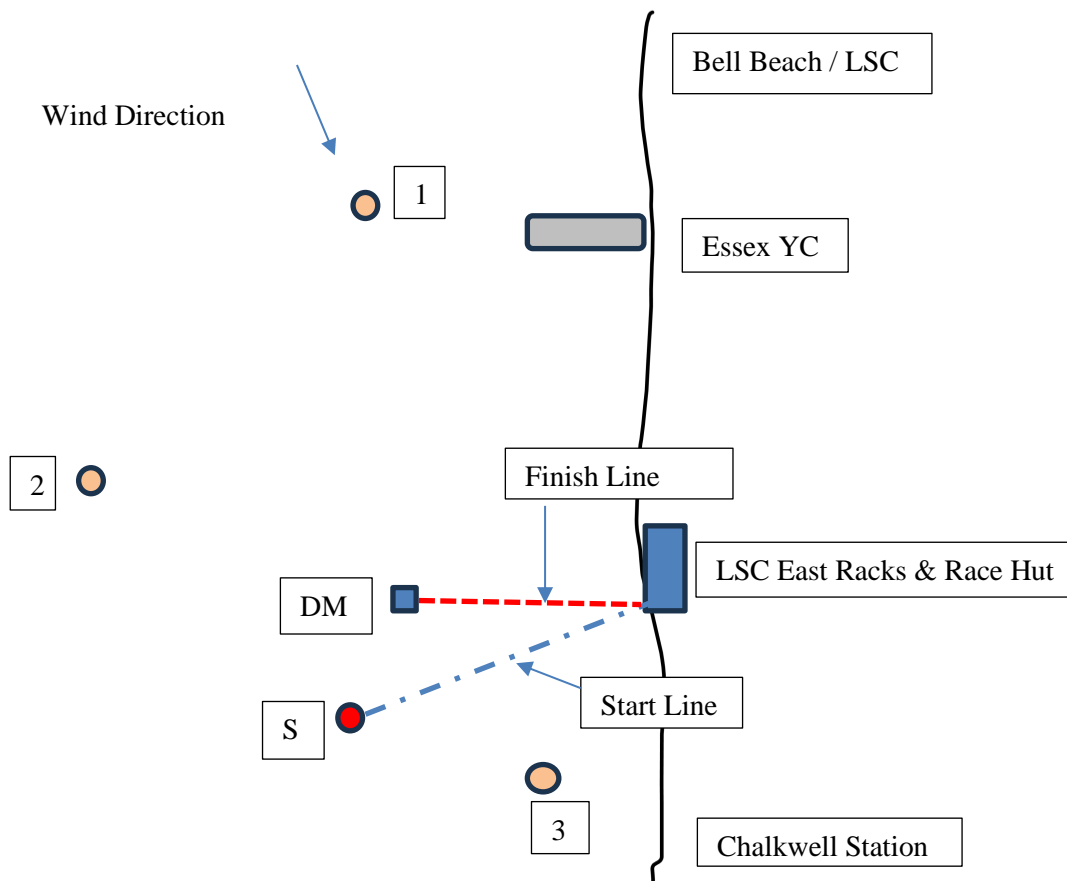 Bell Beach / LSC
Wind Direction
1
Essex YC
Finish Line
2
LSC East Racks & Race Hut
DM
Start Line
S
3
Chalkwell Station